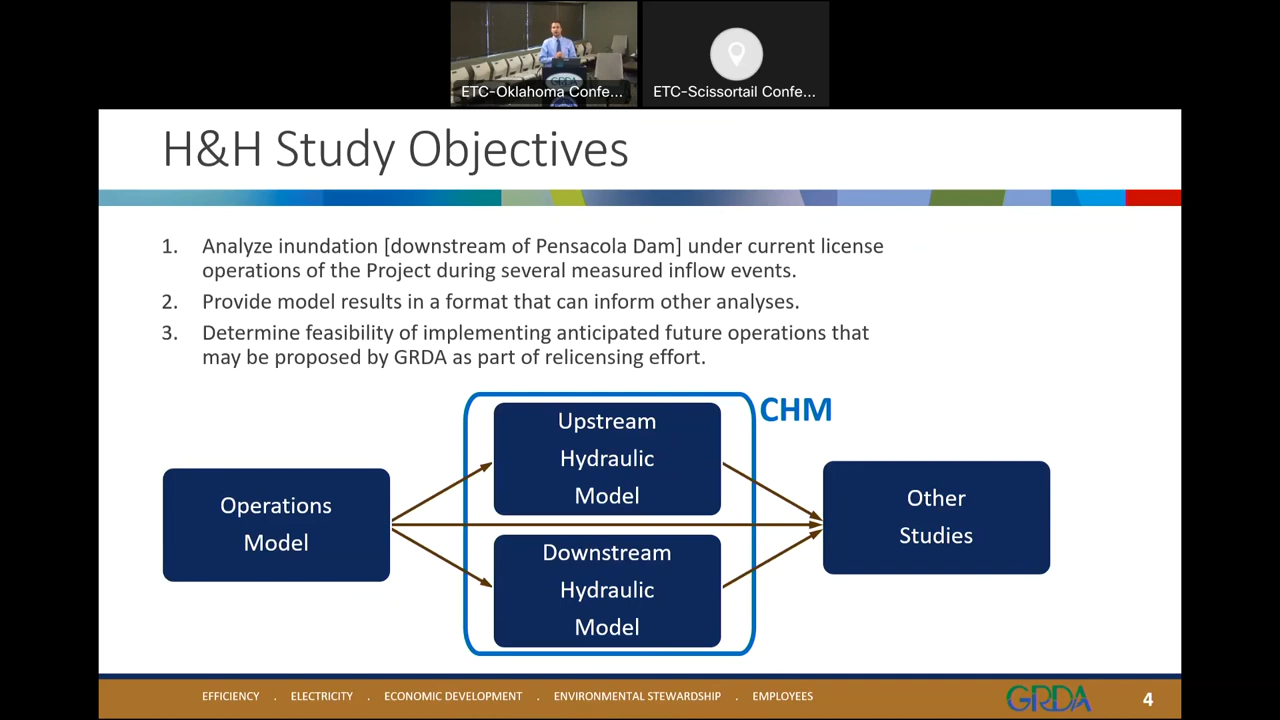 ETC-Oklahoma Confe...
ETC-Scissortail Confe...
H&H Study Objectives
1. Analyze inundation [downstream of Pensacola Dam] under current license
operations of the Project during several measured inflow events.
2. Provide model results in a format that can inform other analyses.
3. Determine feasibility of implementing anticipated future operations that
may be proposed by GRDA as part of relicensing effort.
CHM
Upstream
Hydraulic
Model
Operations
Model
Other
Studies
Downstream
Hydraulic
Model
EFFICIENCY . ELECTRICITY . ECONOMIC DEVELOPMENT . ENVIRONMENTAL STEWARDSHIP . EMPLOYEES
GRDA
4